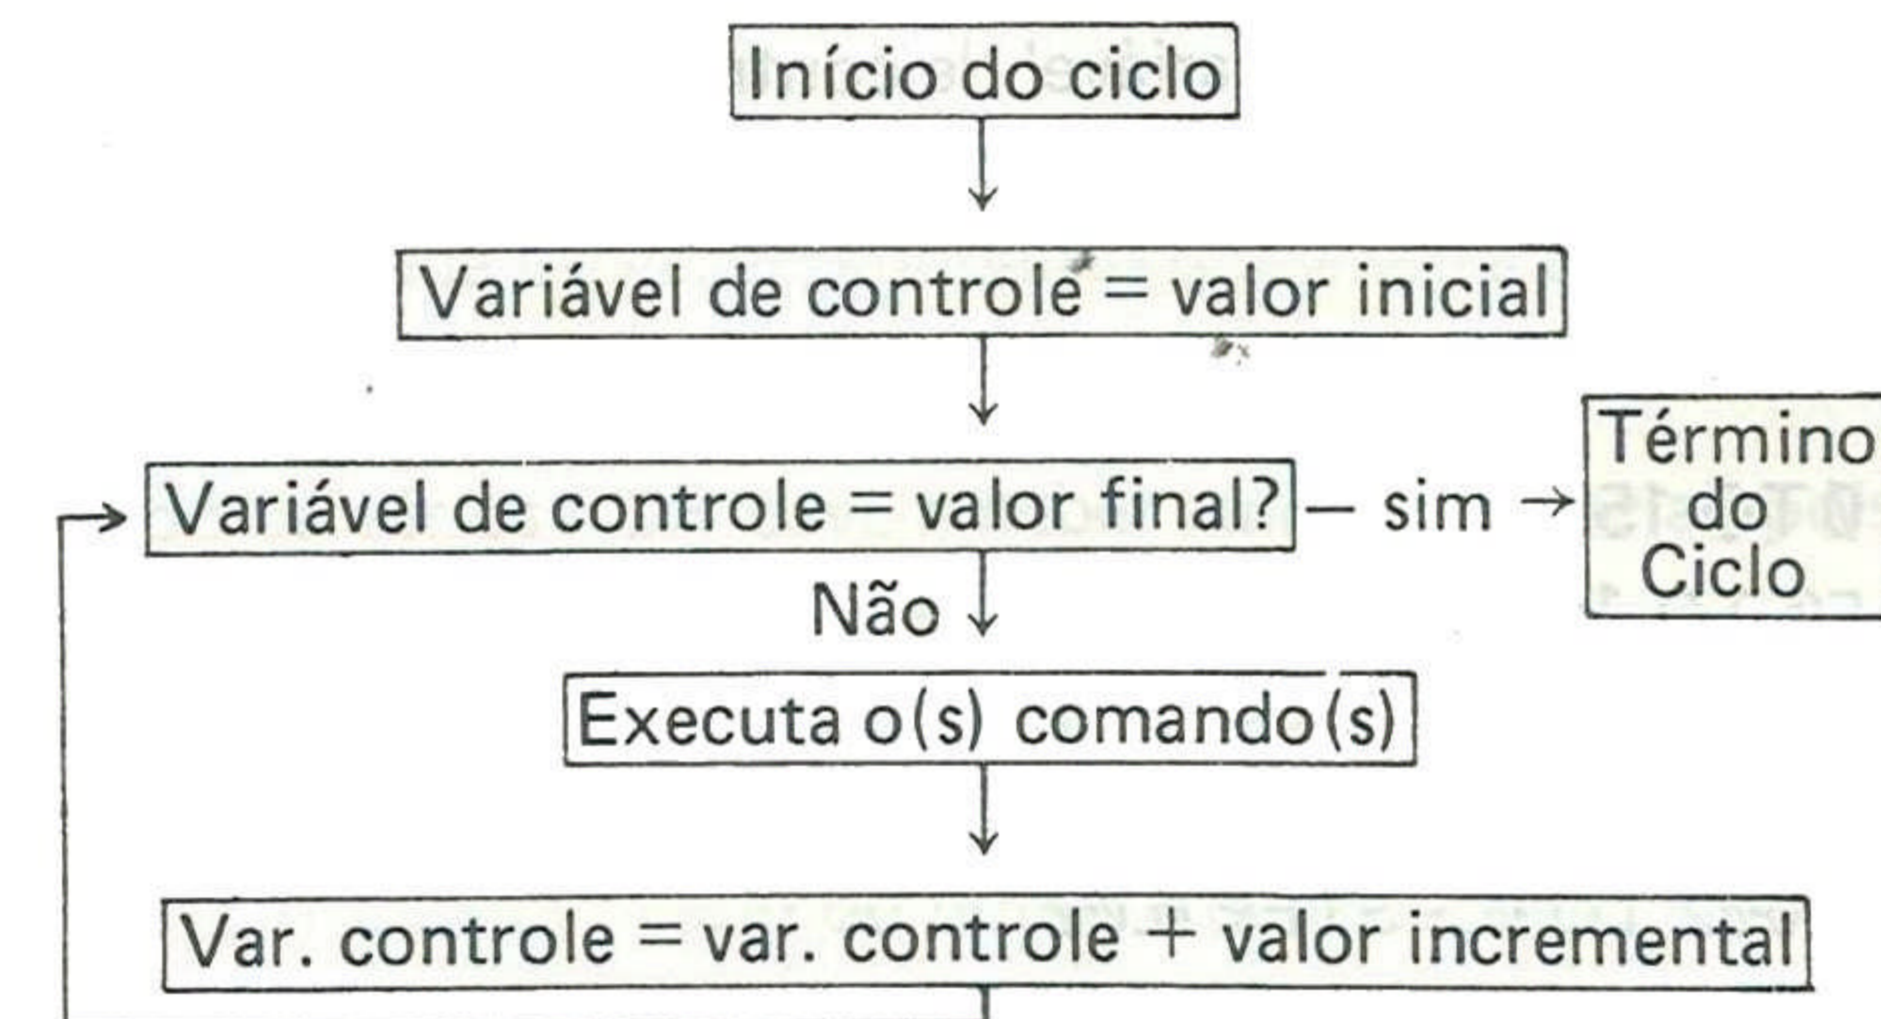 Início do ciclo
Variável de controle = valor inicial
Variável de controle = valor final? — sim → Término
do
Ciclo
Não
Executa o(s) comando(s)
Var. controle = var. controle + valor incremental